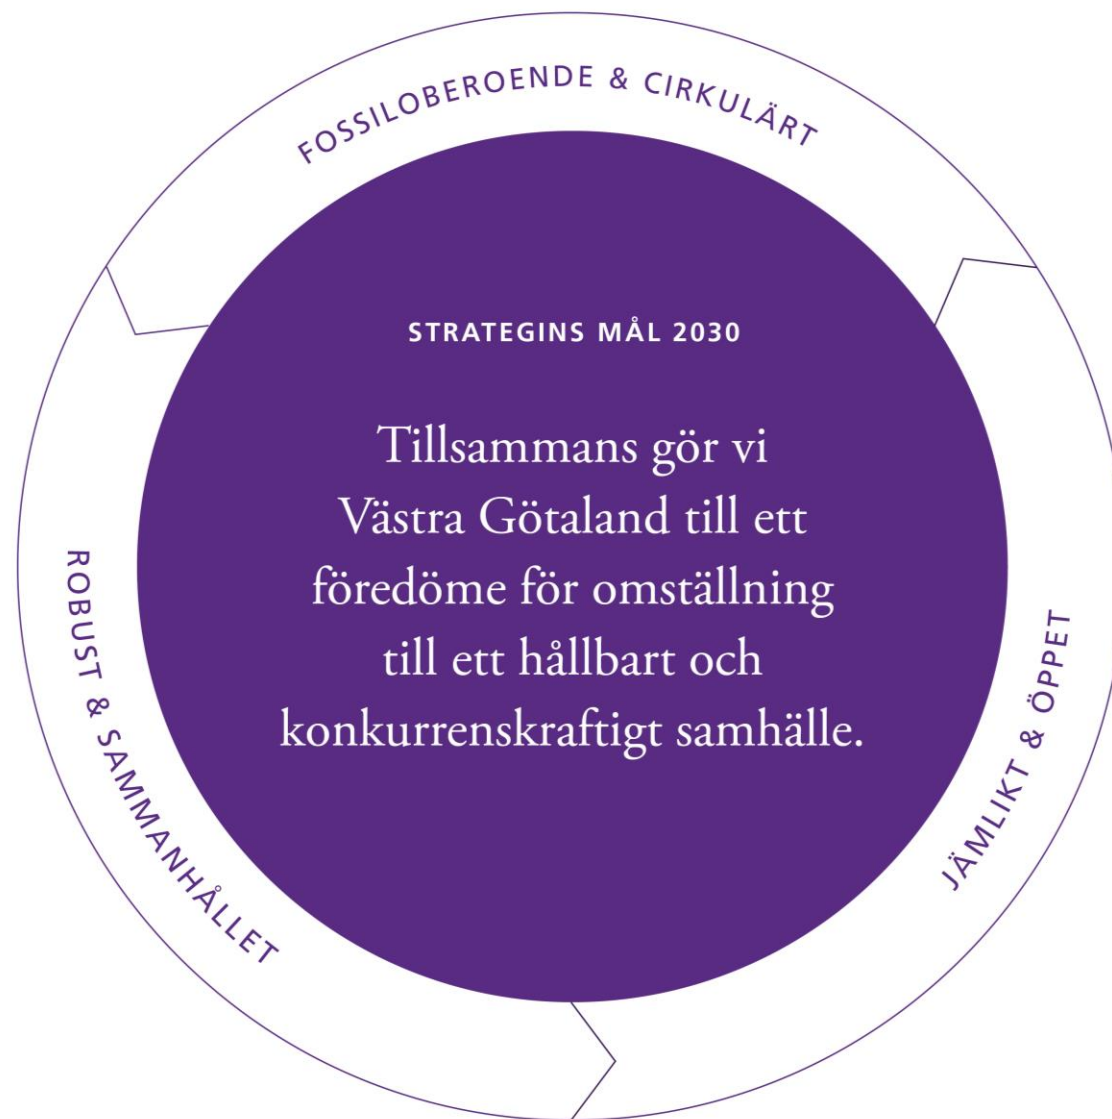 FOSSILOBEROENDE & CIRKULÄRT
STRATEGINS MÅL 2030
Tillsammans gör vi
Västra Götaland till ett
föredöme för omställning
till ett hållbart och
konkurrenskraftigt samhälle.
ROBUST & SAMMANHÅLLET
JÄMLIKT & ÖPPET